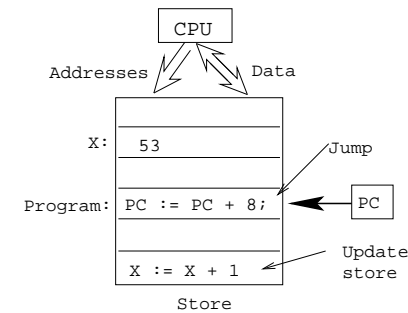 CPU
Addresses
Data
X:
53
Jump
Program:
PC := PC + 8;
PC
Update
store
X := X + 1
Store